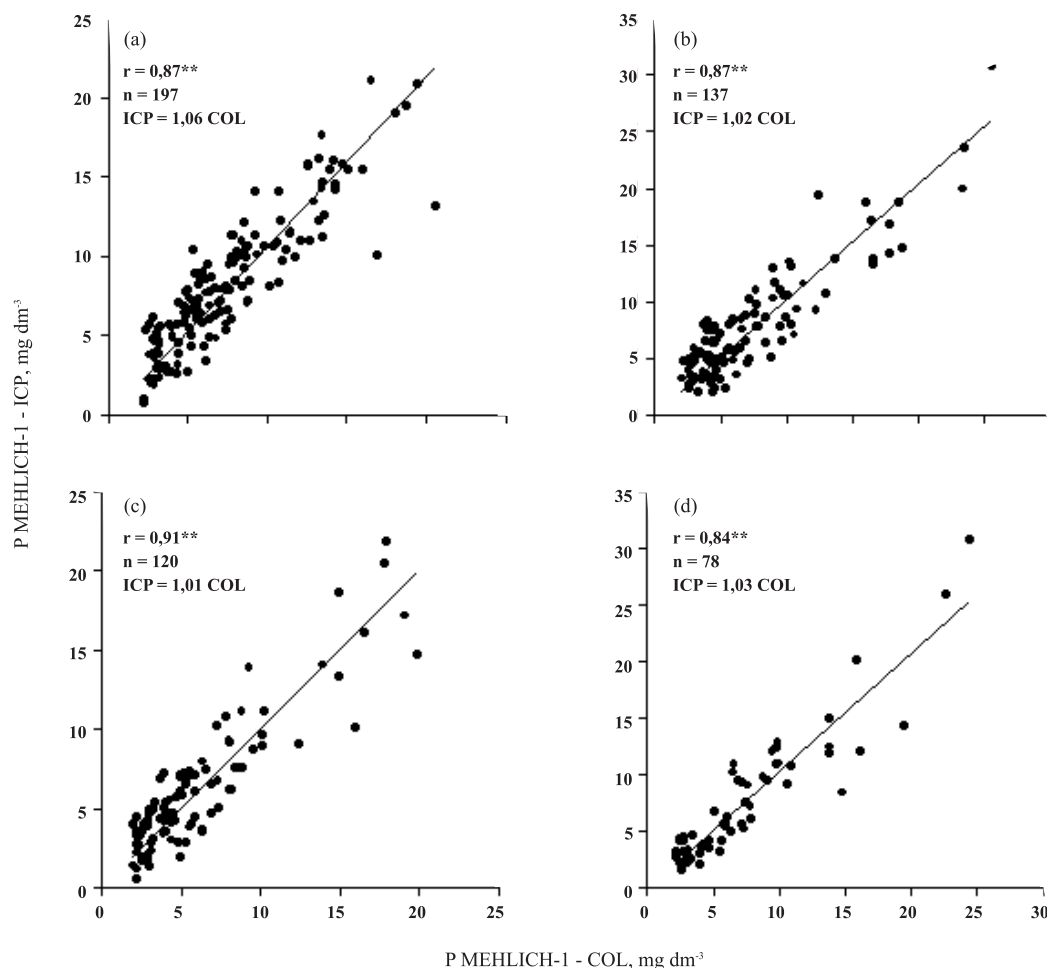 P MEHLICH-1 - ICP, mg dm-3
25
20
15
10
5
0
(a)
r = 0,87**
n = 197
ICP = 1,06 COL
35
30
25
20
15
10
5
0
(b)
r = 0,87**
n = 137
ICP = 1,02 COL
25
20
15
10
5
0
(c)
r = 0,91**
n = 120
ICP = 1,01 COL
0 5 10 15 20 25
35
30
25
20
15
10
5
0
(d)
r = 0,84**
n = 78
ICP = 1,03 COL
0 5 10 15 20 25 30
P MEHLICH-1 - COL, mg dm-3